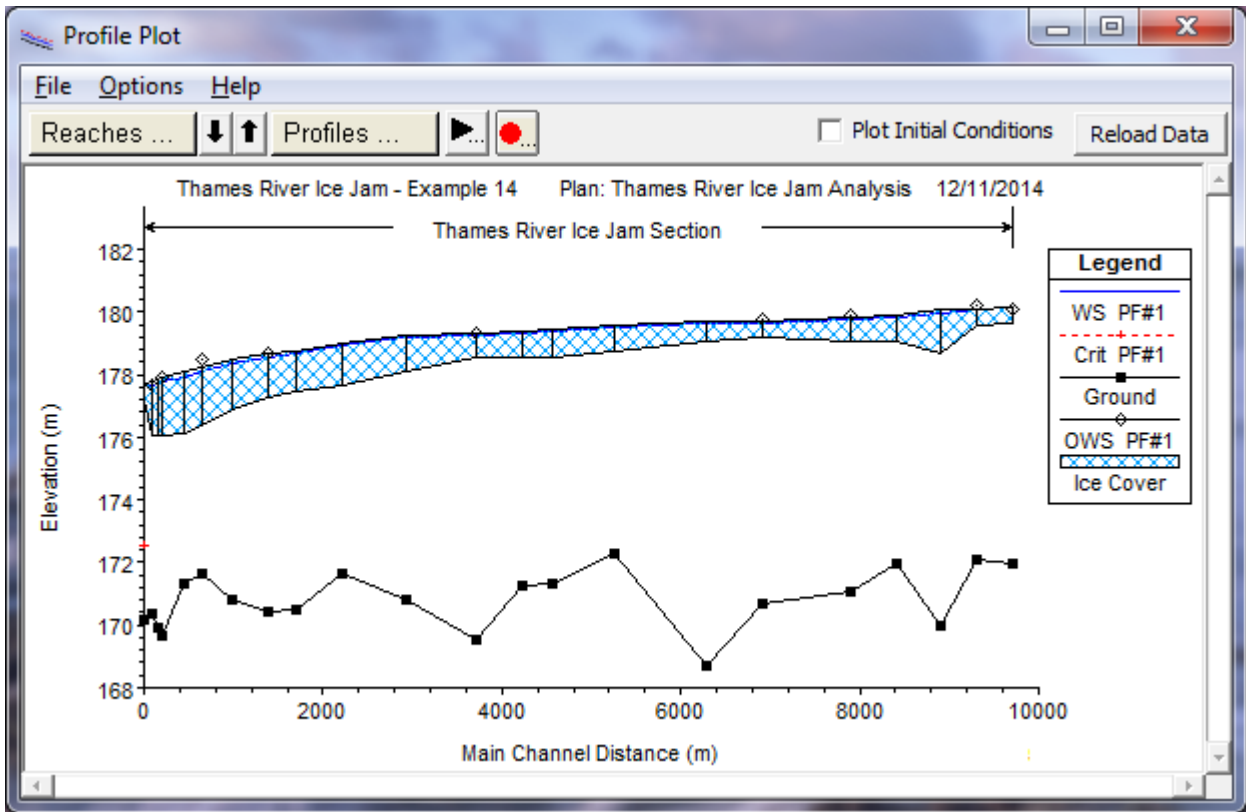 Profile Plot
File Options Help
Reaches ... Profiles ... ... ... Plot Initial Conditions Reload Data
Thames River Ice Jam - Example 14 Plan: Thames River Ice Jam Analysis 12/11/2014
Thames River Ice Jam Section
182
180
178
176
174
172
170
168
Elevation (m)
0 2000 4000 6000 8000 10000
Main Channel Distance (m)
Legend
WS PF#1
Crit PF#1
Ground
OWS PF#1
Ice Cover